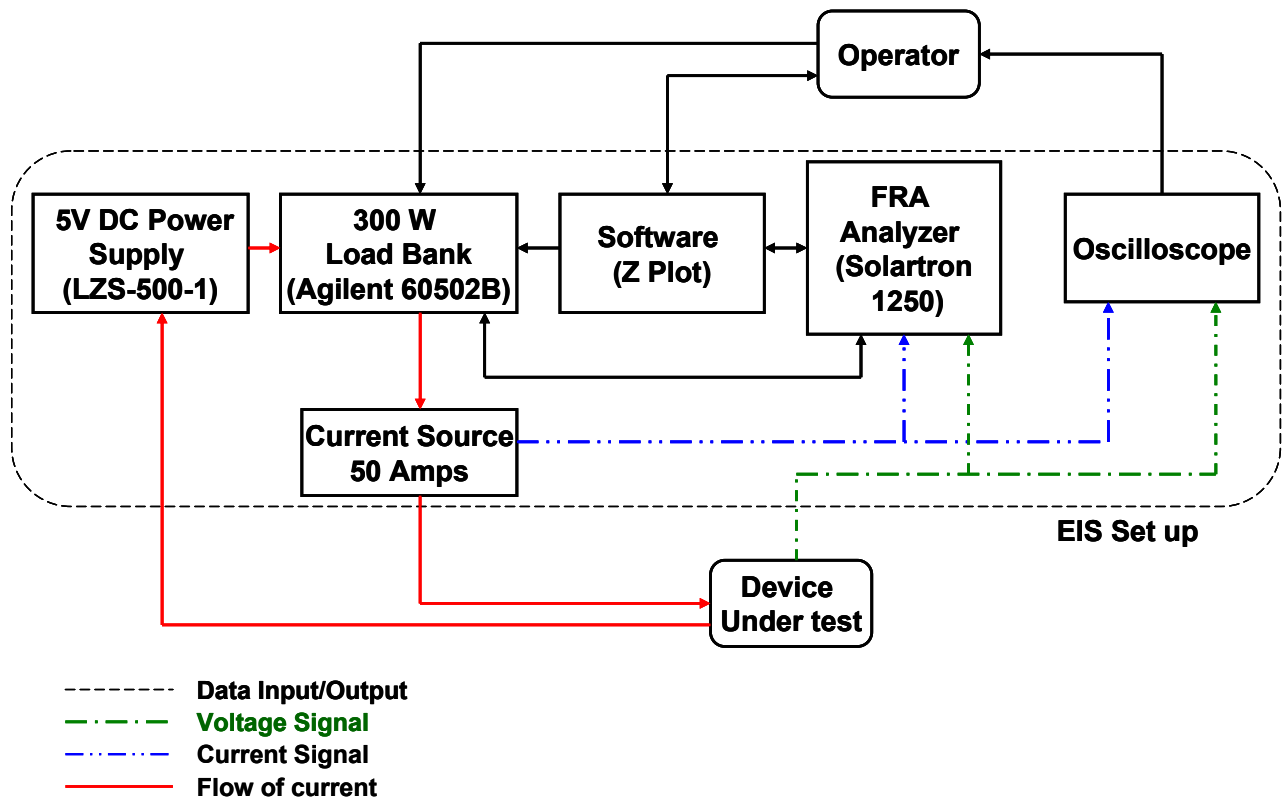 Operator
5V DC Power
Supply
(LZS-500-1)
300 W
Load Bank
(Agilent 60502B)
Software
(Z Plot)
FRA
Analyzer
(Solartron
1250)
Oscilloscope
Current Source
50 Amps
EIS Set up
Device
Under test
Data Input/Output
Voltage Signal
Current Signal
Flow of current